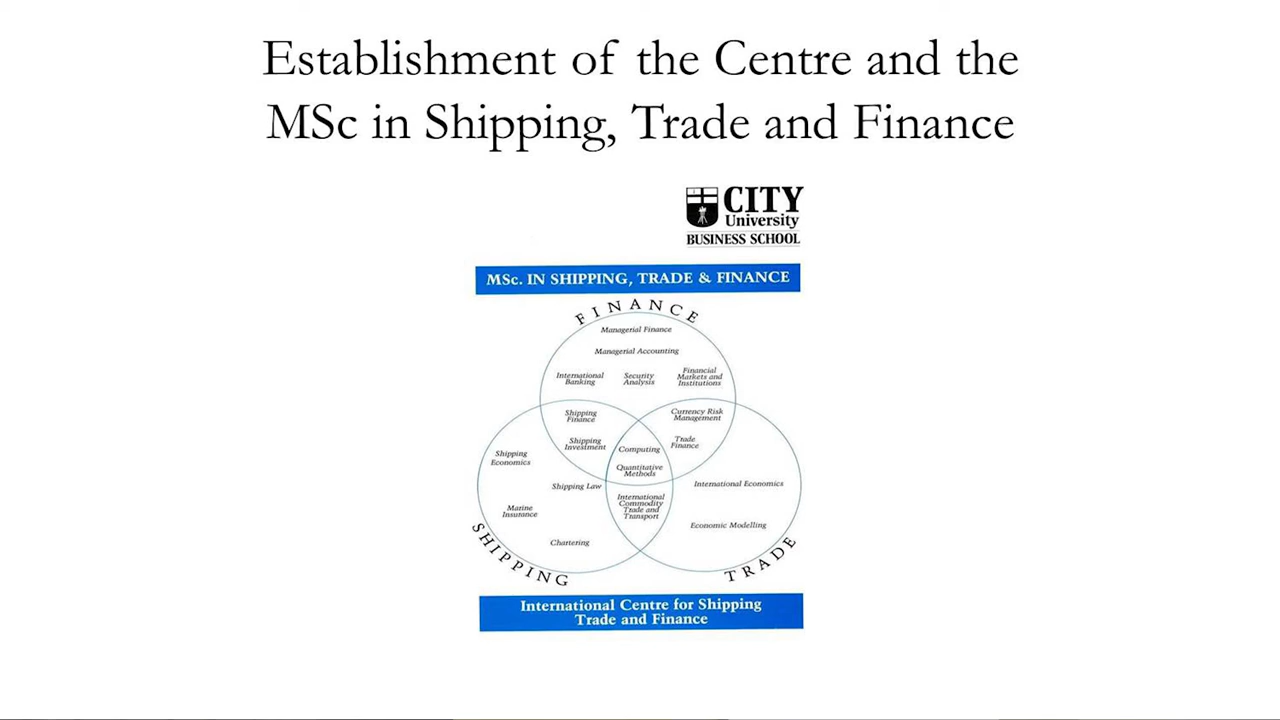 Establishment of the Centre and the
MSc in Shipping, Trade and Finance
CITY
University
BUSINESS SCHOOL
MSc. IN SHIPPING, TRADE & FINANCE
FINANCE
Managerial Finance
Managerial Accounting
International
Banking
Security
Analysis
Financial
Markets and
Institutions
Shipping
Finance
Currency Risk
Management
Shipping
Investment
Computing
Trade
Finance
Shipping
Economics
Quantitative
Methods
Shipping Law
International
Commodity
Trade and
Transport
International Economics
Marine
Insurance
Economic Modelling
Chartering
SHIPPING
TRADE
International Centre for Shipping
Trade and Finance